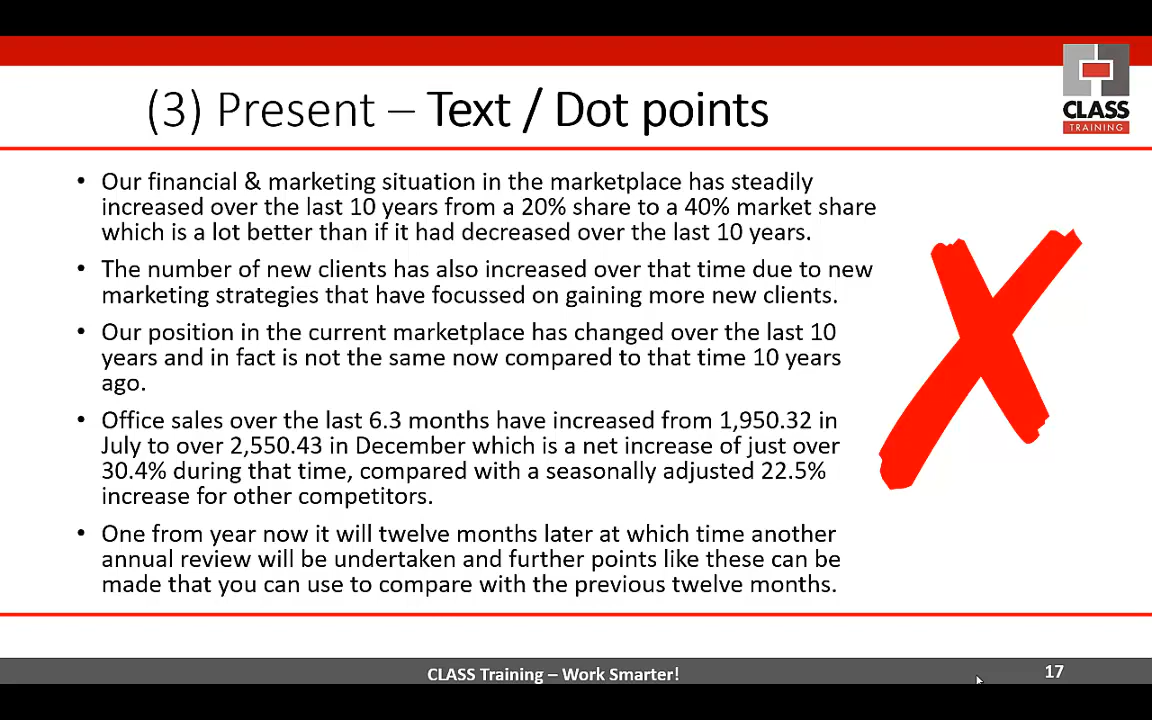 CLASS
TRAINING
(3) Present – Text / Dot points
• Our financial & marketing situation in the marketplace has steadily
increased over the last 10 years from a 20% share to a 40% market share
which is a lot better than if it had decreased over the last 10 years.
• The number of new clients has also increased over that time due to new
marketing strategies that have focussed on gaining more new clients.
• Our position in the current marketplace has changed over the last 10
years and in fact is not the same now compared to that time 10 years
ago.
• Office sales over the last 6.3 months have increased from 1,950.32 in
July to over 2,550.43 in December which is a net increase of just over
30.4% during that time, compared with a seasonally adjusted 22.5%
increase for other competitors.
• One from year now it will twelve months later at which time another
annual review will be undertaken and further points like these can be
made that you can use to compare with the previous twelve months.
CLASS Training – Work Smarter!
17